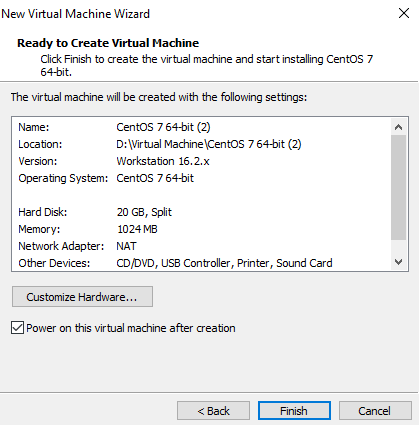 New Virtual Machine Wizard
Ready to Create Virtual Machine
Click Finish to create the virtual machine and start installing CentOS 7
64-bit.
The virtual machine will be created with the following settings:
Name: CentOS 7 64-bit (2)
Location: D:\Virtual Machine\CentOS 7 64-bit (2)
Version: Workstation 16.2.x
Operating System: CentOS 7 64-bit
Hard Disk: 20 GB, Split
Memory: 1024 MB
Network Adapter: NAT
Other Devices: CD/DVD, USB Controller, Printer, Sound Card
Customize Hardware...
Power on this virtual machine after creation
< Back Finish Cancel